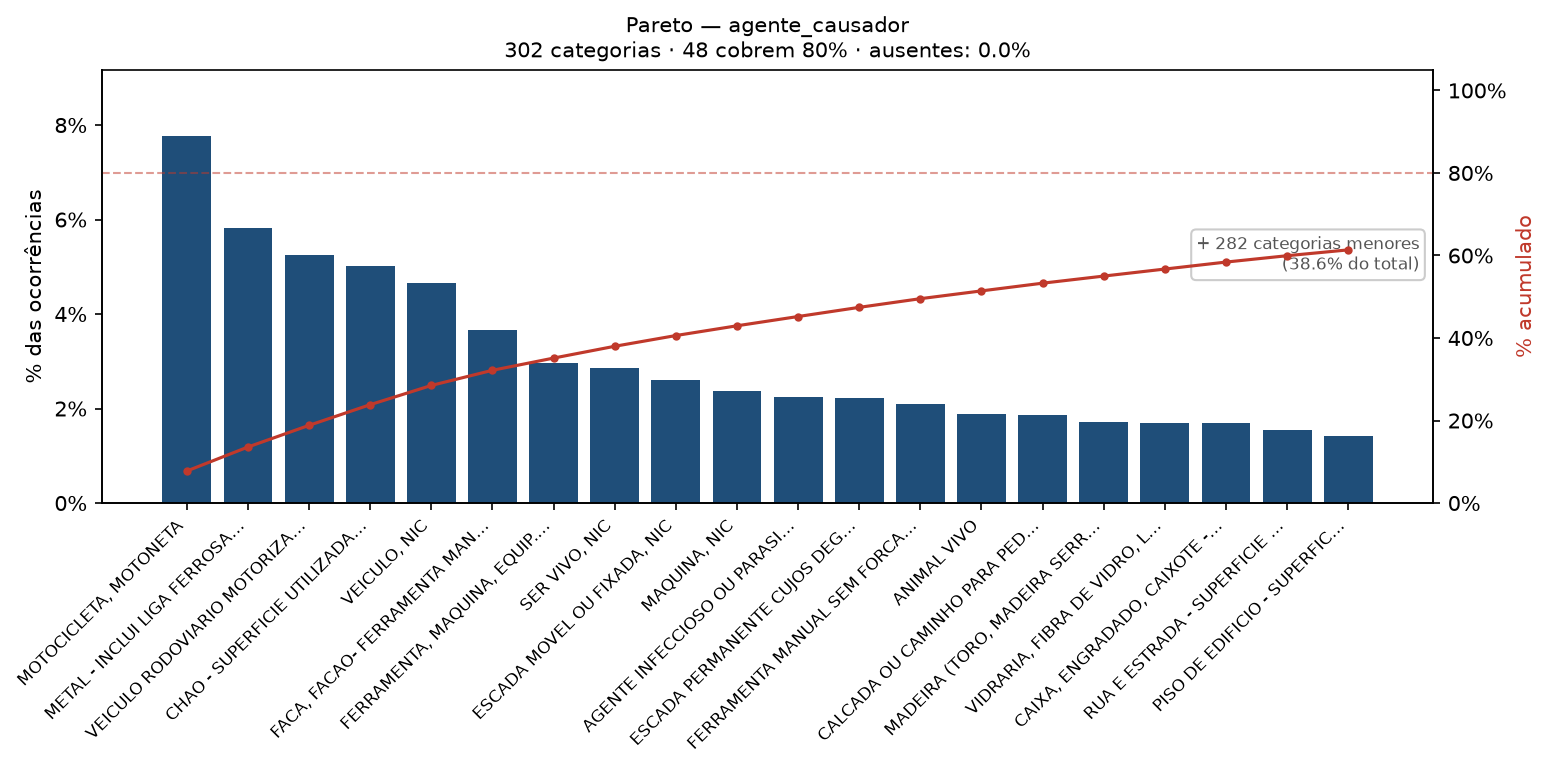 Pareto — agente_causador
302 categorias · 48 cobrem 80% · ausentes: 0.0%
% das ocorrências
8%
6%
4%
2%
0%
100%
80%
60%
40%
20%
0%
% acumulado
+ 282 categorias menores
(38.6% do total)
MOTOCICLETA, MOTONETA
METAL - INCLUI LIGA FERROSA...
VEICULO RODOVIARIO MOTORIZA...
CHAO - SUPERFICIE UTILIZADA...
VEICULO, NIC
FACA, FACAO- FERRAMENTA MAN...
FERRAMENTA, MAQUINA, EQUIP...
SER VIVO, NIC
ESCADA MOVEL OU FIXADA, NIC
MAQUINA, NIC
AGENTE INFECCIOSO OU PARASI...
ESCADA PERMANENTE CUJOS DEG...
FERRAMENTA MANUAL SEM FORCA...
ANIMAL VIVO
CALCADA OU CAMINHO PARA PED...
MADEIRA (TORO, MADEIRA SERR...
VIDRARIA, FIBRA DE VIDRO, L...
CAIXA, ENGRADADO, CAIXOTE -...
RUA E ESTRADA - SUPERFICIE ...
PISO DE EDIFICIO - SUPERFIC...